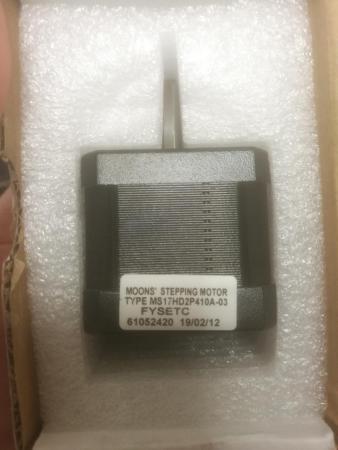 MOONS' STEPPING MOTOR
TYPE MS17HD2P410A-03
FYSETC
61052420 19/02/12